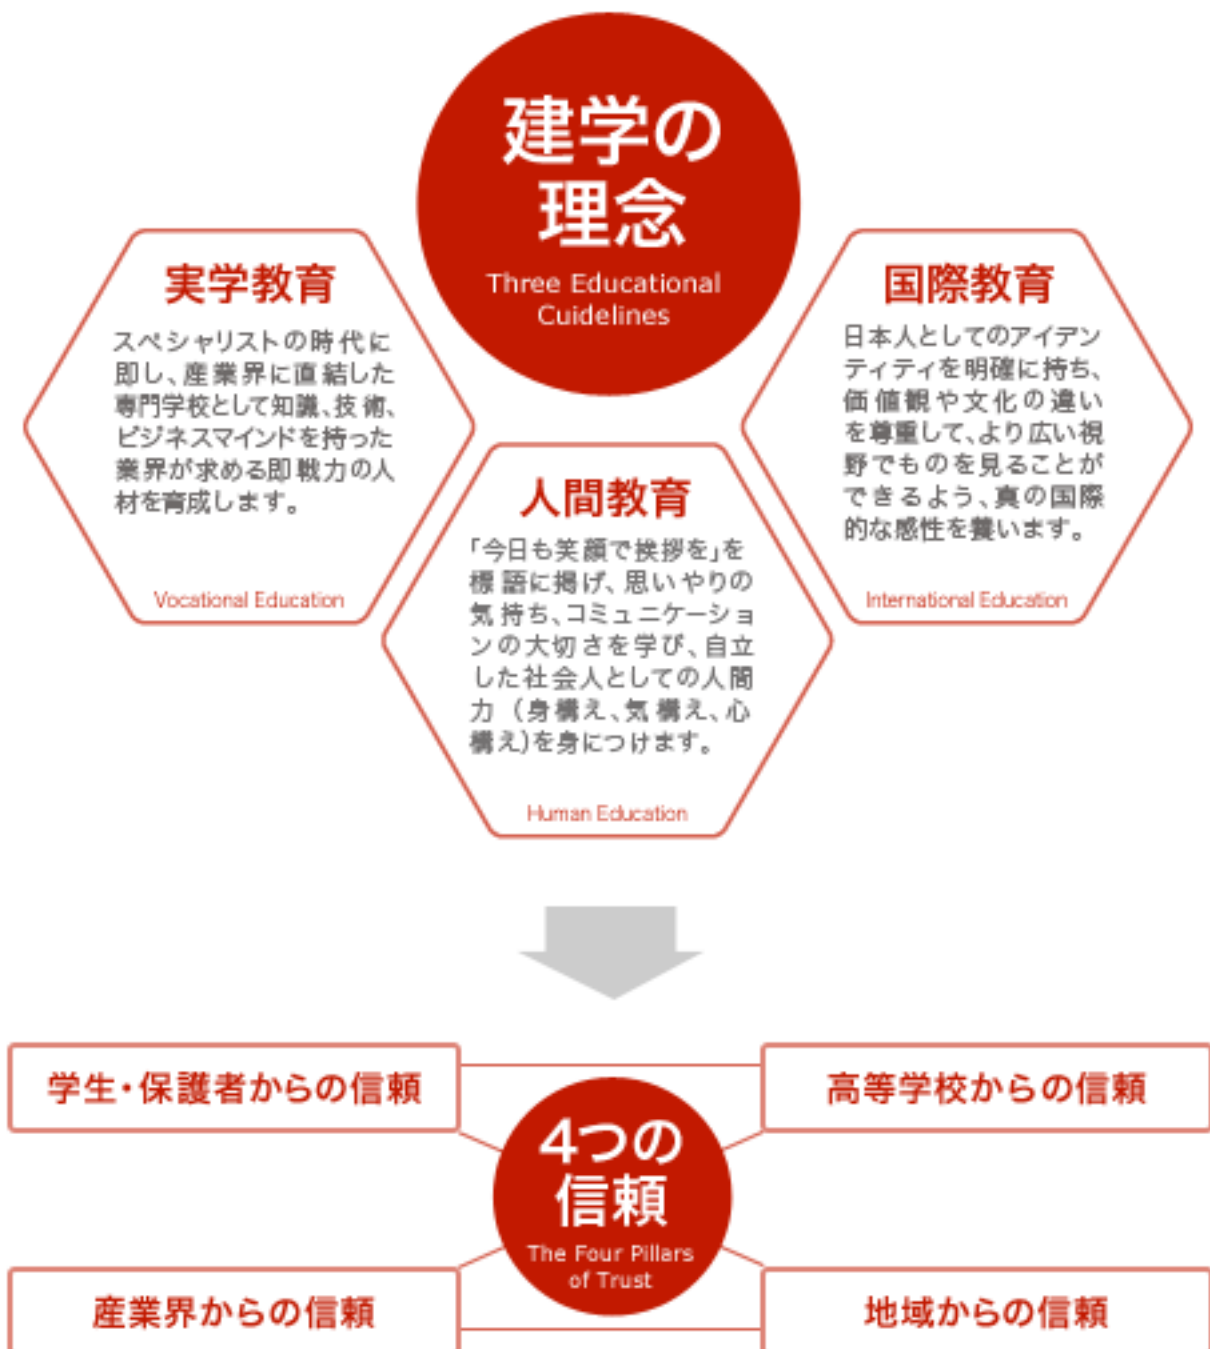 建学の
理念
Three Educational
Cuidelines
実学教育
スペシャリストの時代に
即し、産業界に直結した
専門学校として知識、技術、
ビジネスマインドを持った
業界が求める即戦力の人
材を育成します。
Vocational Education
人間教育
「今日も笑顔で挨拶を」を
標語に掲げ、思いやりの
気持ち、コミュニケーショ
ンの大切さを学び、自立
した社会人としての人間
力（身構え、気構え、心
構え)を身につけます。
Human Education
国際教育
日本人としてのアイデン
ティティを明確に持ち、
価値観や文化の違い
を尊重して、より広い視
野でものを見ることが
できるよう、真の国際
的な感性を養います。
International Education
学生・保護者からの信頼
高等学校からの信頼
4つの
信頼
The Four Pillars
of Trust
産業界からの信頼
地域からの信頼